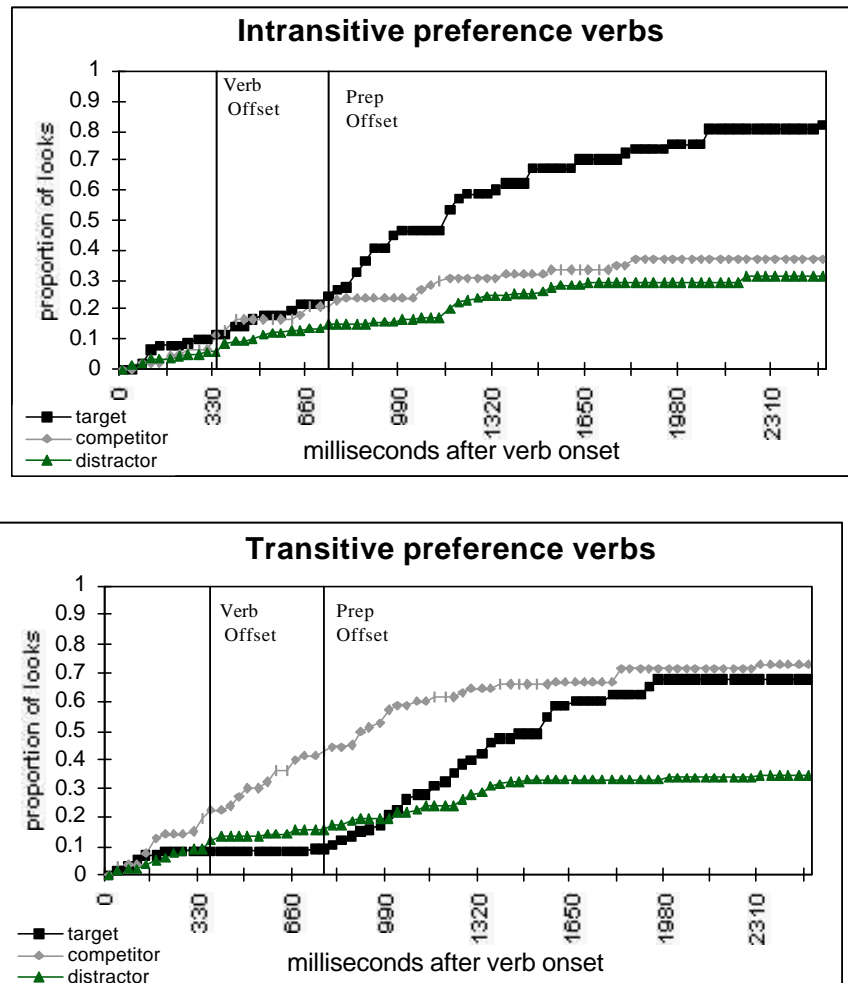 Intransitive preference verbs
proportion of looks
1
0.9
0.8
0.7
0.6
0.5
0.4
0.3
0.2
0.1
0
Verb
Offset
Prep
Offset
0
330
660
990
1320
1650
1980
2310
milliseconds after verb onset
target
competitor
distractor
Transitive preference verbs
proportion of looks
1
0.9
0.8
0.7
0.6
0.5
0.4
0.3
0.2
0.1
0
Verb
Offset
Prep
Offset
0
330
660
990
1320
1650
1980
2310
milliseconds after verb onset
target
competitor
distractor